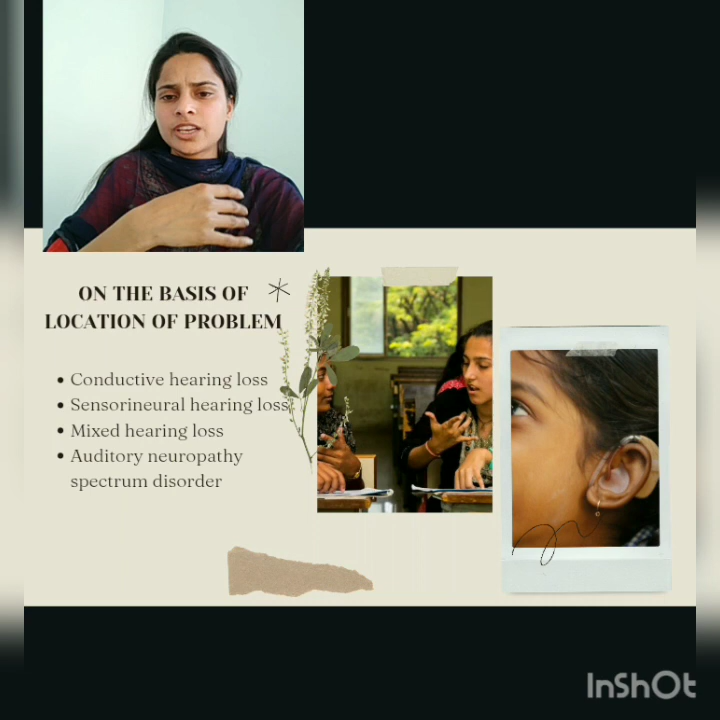 ON THE BASIS OF
LOCATION OF PROBLEM
• Conductive hearing loss
• Sensorineural hearing loss
• Mixed hearing loss
• Auditory neuropathy
spectrum disorder
InShOt